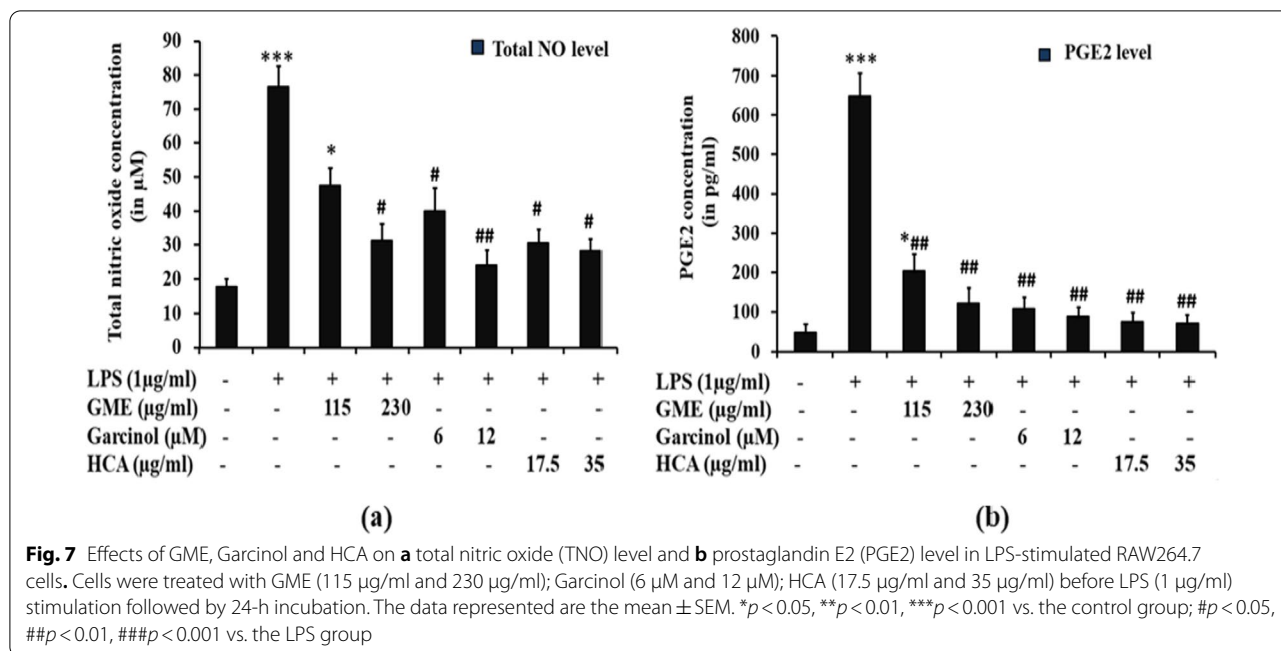 90
80
70
60
50
40
30
20
10
0
Total nitric oxide concentration
(in µM)
Total NO level
***
*
#
#
##
#
#
LPS (1µg/ml) - + + + + + + +
GME (µg/ml) - - 115 230 - - - -
Garcinol (µM) - - - - 6 12 - -
HCA (µg/ml) - - - - - - 17.5 35
(a)
800
700
600
500
400
300
200
100
0
PGE2 concentration
(in pg/ml)
PGE2 level
***
*##
##
##
##
##
##
LPS (1µg/ml) - + + + + + + +
GME (µg/ml) - - 115 230 - - - -
Garcinol (µM) - - - - 6 12 - -
HCA (µg/ml) - - - - - - 17.5 35
(b)
Fig. 7 Effects of GME, Garcinol and HCA on a total nitric oxide (TNO) level and b prostaglandin E2 (PGE2) level in LPS-stimulated RAW264.7
cells. Cells were treated with GME (115 µg/ml and 230 µg/ml); Garcinol (6 µM and 12 µM); HCA (17.5 µg/ml and 35 µg/ml) before LPS (1 µg/ml)
stimulation followed by 24-h incubation. The data represented are the mean ± SEM. *p < 0.05, **p < 0.01, ***p < 0.001 vs. the control group; #p < 0.05,
##p < 0.01, ###p < 0.001 vs. the LPS group